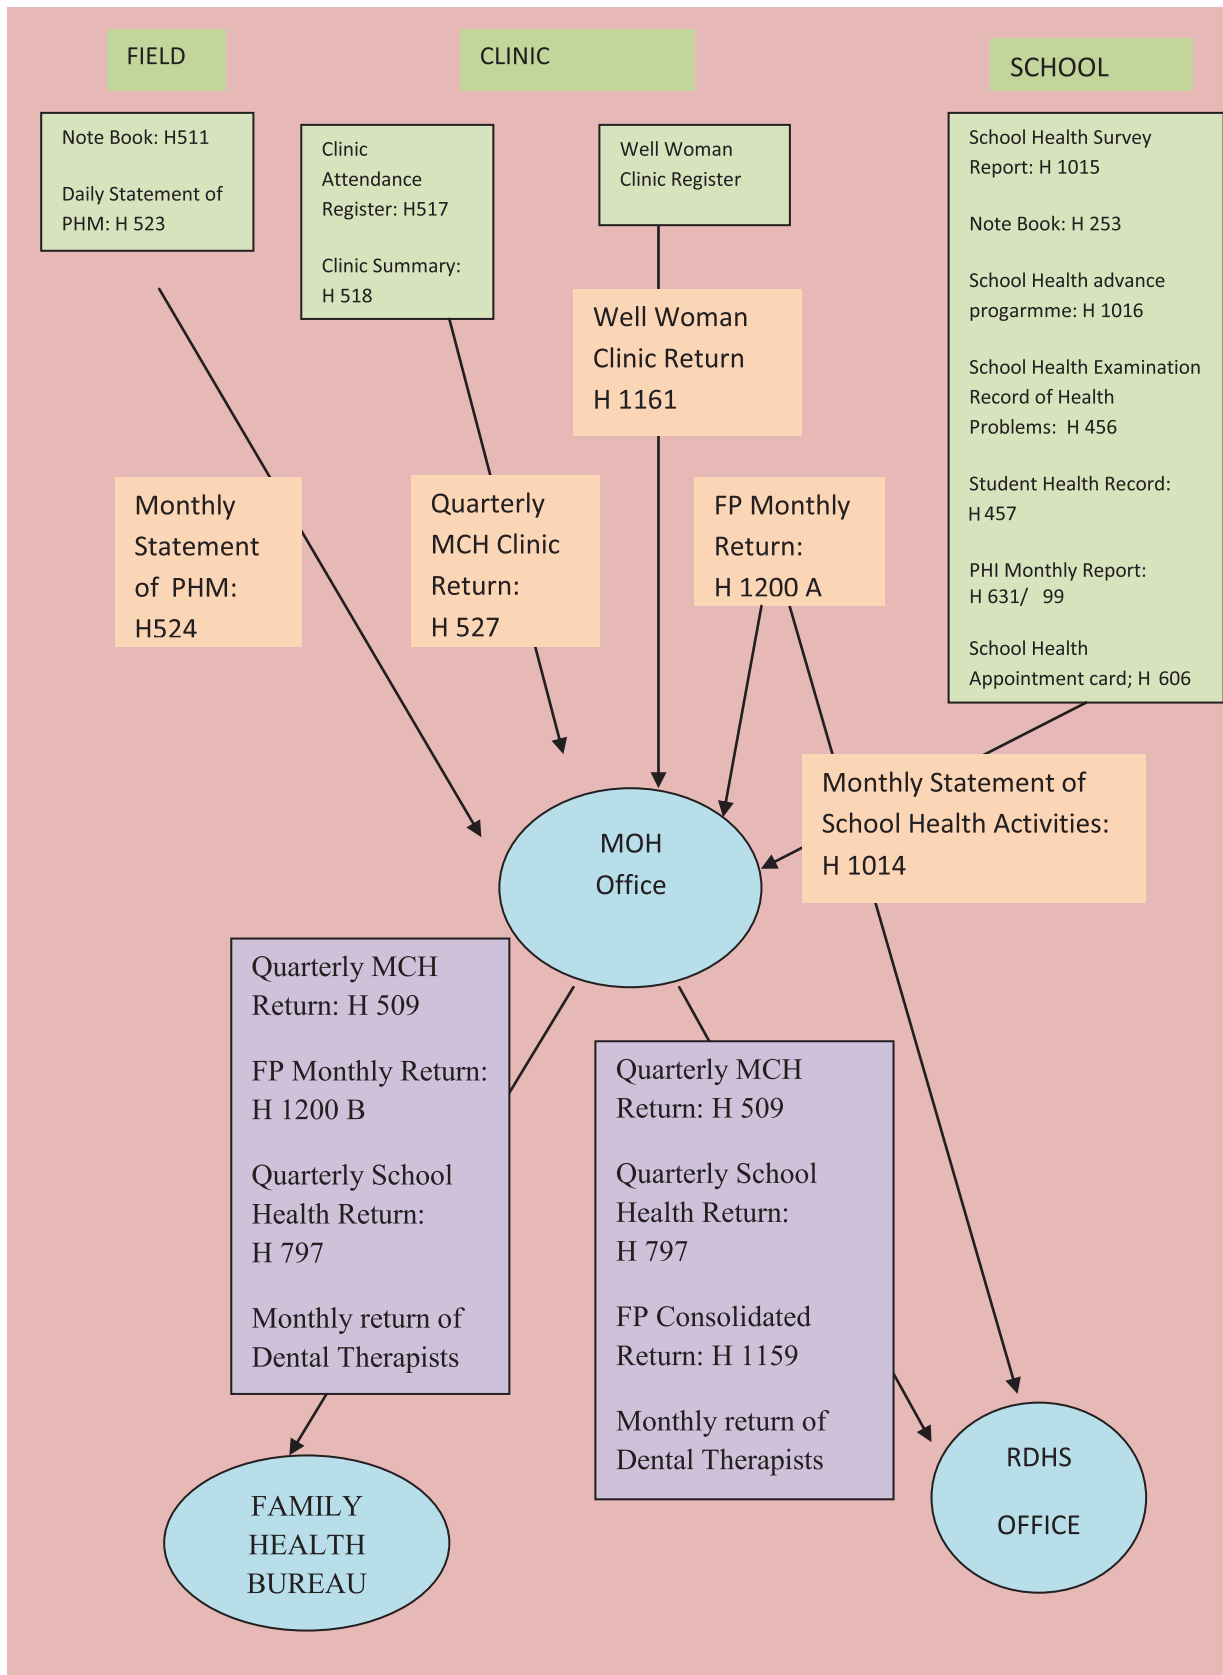 FIELD
CLINIC
SCHOOL
Note Book: H511
Daily Statement of
PHM: H 523
Clinic
Attendance
Register: H517
Clinic Summary:
H 518
Well Woman
Clinic Register
School Health Survey
Report: H 1015
Note Book: H 253
School Health advance
progarmme: H 1016
School Health Examination
Record of Health
Problems: H 456
Student Health Record:
H 457
PHI Monthly Report:
H 631/ 99
School Health
Appointment card; H 606
Well Woman
Clinic Return
H 1161
Monthly
Statement
of PHM:
H524
Quarterly
MCH Clinic
Return:
H 527
FP Monthly
Return:
H 1200 A
Monthly Statement of
School Health Activities:
H 1014
MOH
Office
Quarterly MCH
Return: H 509
FP Monthly Return:
H 1200 B
Quarterly School
Health Return:
H 797
Monthly return of
Dental Therapists
Quarterly MCH
Return: H 509
Quarterly School
Health Return:
H 797
FP Consolidated
Return: H 1159
Monthly return of
Dental Therapists
FAMILY
HEALTH
BUREAU
RDHS
OFFICE